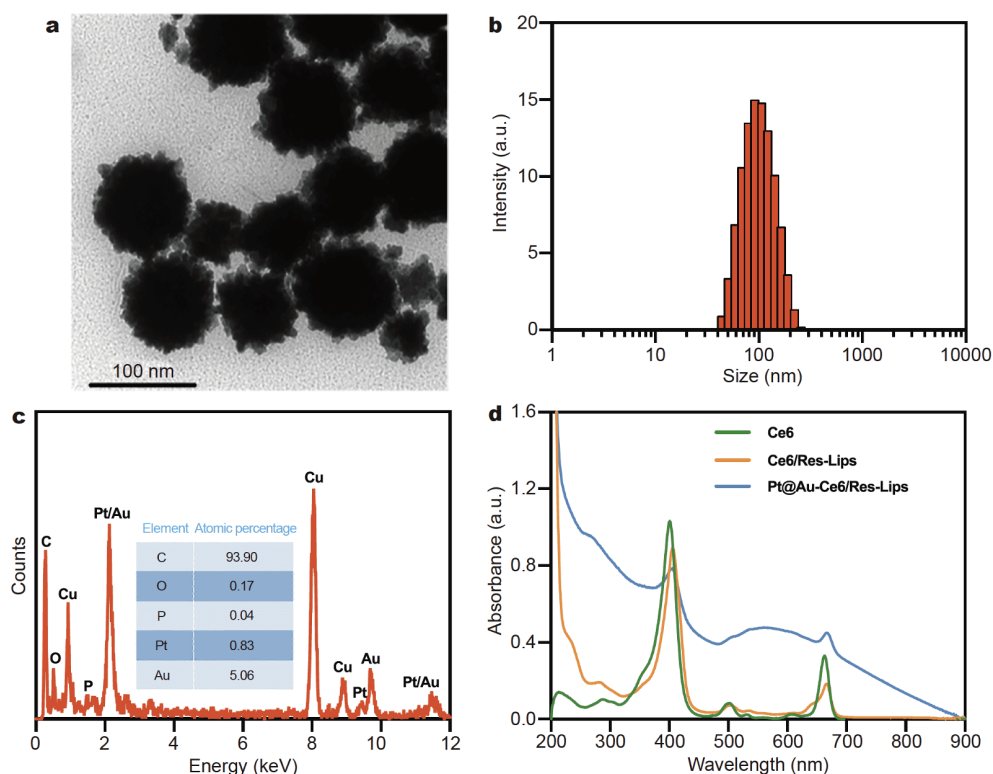 a
100 nm
b
Intensity (a.u.)
20
15
10
5
0
1 10 100 1000 10000
Size (nm)
c
Counts
C
O
Cu
P
Pt/Au
Cu
Cu
Pt
Au
Pt/Au
Element Atomic percentage
C 93.90
O 0.17
P 0.04
Pt 0.83
Au 5.06
0 2 4 6 8 10 12
Energy (keV)
d
Absorbance (a.u.)
1.6
1.2
0.8
0.4
0.0
Ce6
Ce6/Res-Lips
Pt@Au-Ce6/Res-Lips
200 300 400 500 600 700 800 900
Wavelength (nm)